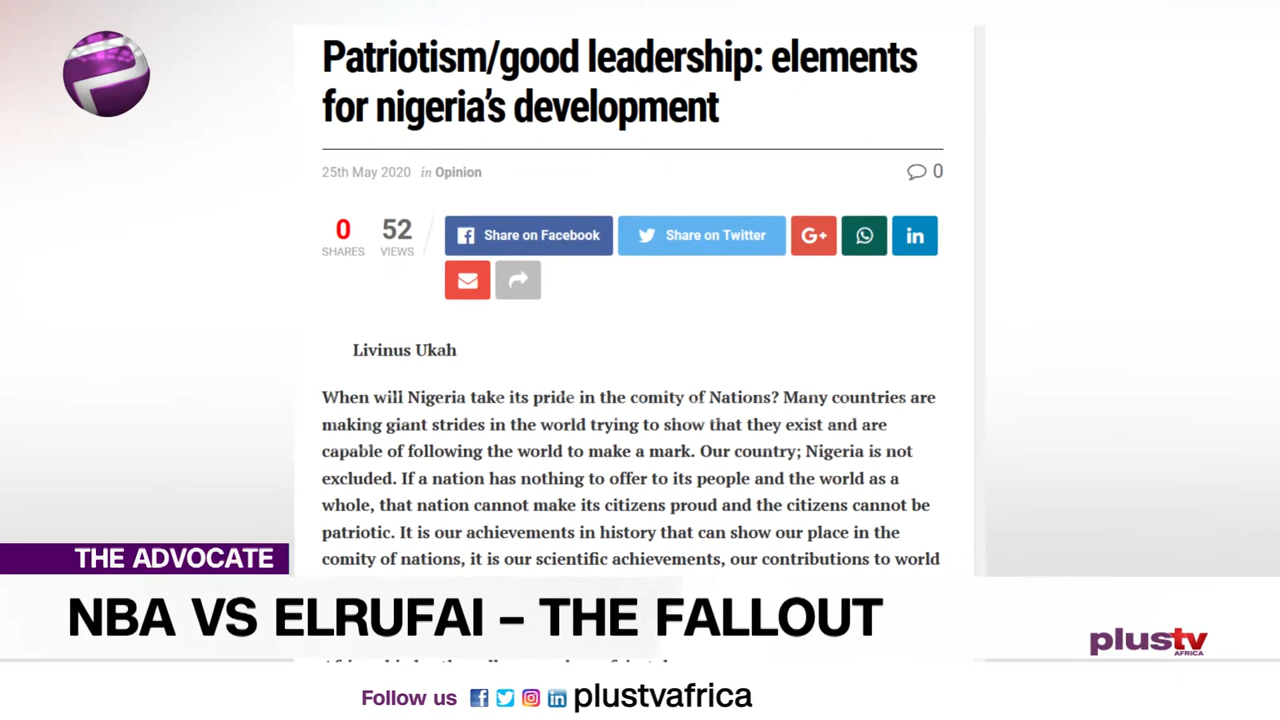 Patriotism/good leadership: elements
for nigeria's development
25th May 2020 in Opinion
0
0
SHARES
52
VIEWS
Share on Facebook
Share on Twitter
G+
in
Livinus Ukah
When will Nigeria take its pride in the comity of Nations? Many countries are
making giant strides in the world trying to show that they exist and are
capable of following the world to make a mark. Our country; Nigeria is not
excluded. If a nation has nothing to offer to its people and the world as a
whole, that nation cannot make its citizens proud and the citizens cannot be
patriotic. It is our achievements in history that can show our place in the
comity of nations, it is our scientific achievements, our contributions to world
THE ADVOCATE
NBA VS ELRUFAI – THE FALLOUT
plustv
AFRICA
Follow us
plustvafrica